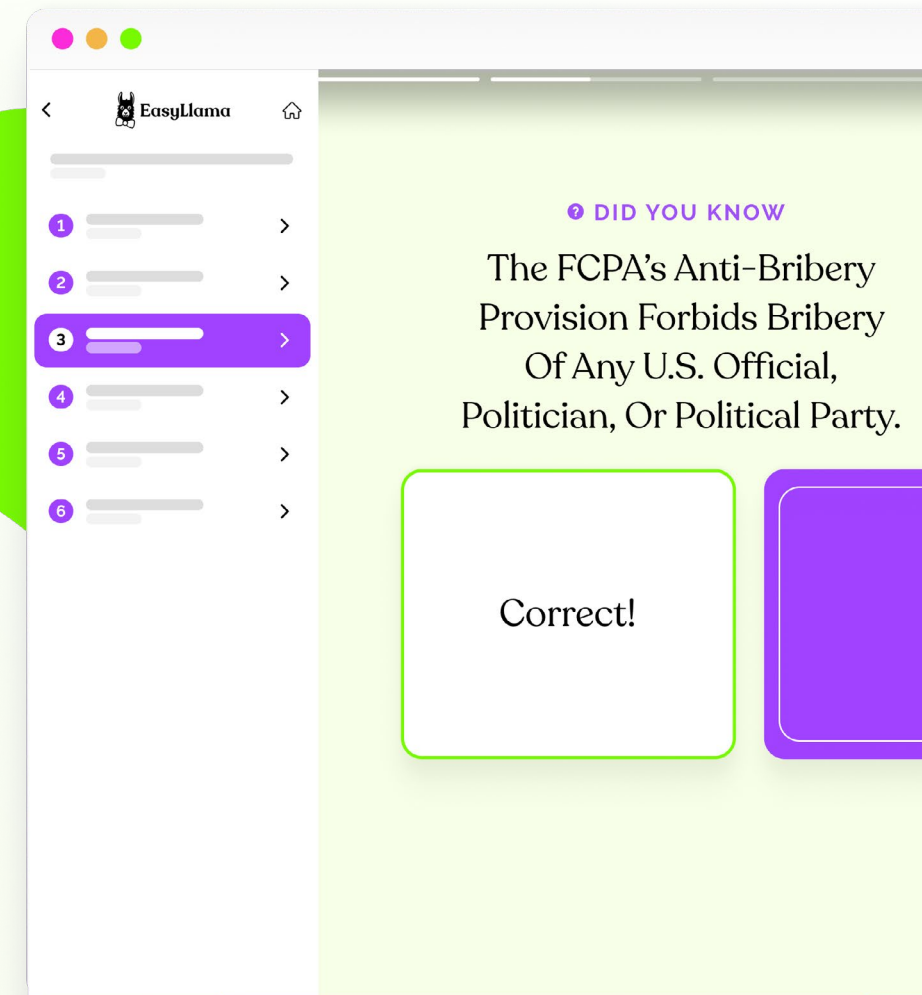 EasyLlama
1
2
3
4
5
6
? DID YOU KNOW
The FCPA's Anti-Bribery
Provision Forbids Bribery
Of Any U.S. Official,
Politician, Or Political Party.
Correct!